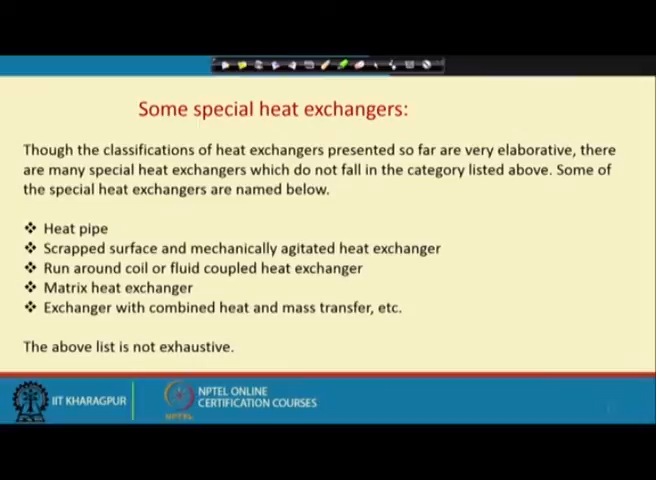 Some special heat exchangers:
Though the classifications of heat exchangers presented so far are very elaborative, there
are many special heat exchangers which do not fall in the category listed above. Some of
the special heat exchangers are named below.
❖ Heat pipe
❖ Scrapped surface and mechanically agitated heat exchanger
❖ Run around coil or fluid coupled heat exchanger
❖ Matrix heat exchanger
❖ Exchanger with combined heat and mass transfer, etc.
The above list is not exhaustive.
IIT KHARAGPUR
NPTEL
NPTEL ONLINE
CERTIFICATION COURSES